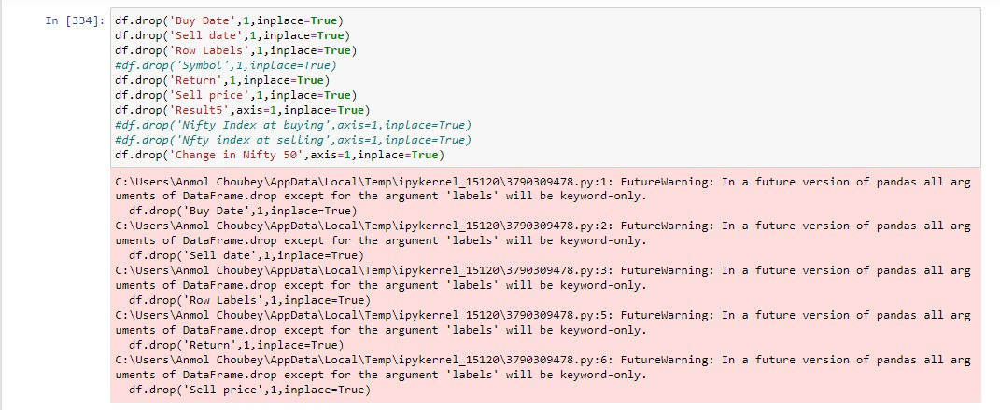 In [334]: df.drop('Buy Date',1,inplace=True)
df.drop('Sell date',1,inplace=True)
df.drop('Row Labels',1,inplace=True)
#df.drop('Symbol',1,inplace=True)
df.drop('Return',1,inplace=True)
df.drop('Sell price',1,inplace=True)
df.drop('Result5',axis=1,inplace=True)
#df.drop('Nifty Index at buying',axis=1,inplace=True)
#df.drop('Nfty index at selling',axis=1,inplace=True)
df.drop('Change in Nifty 50',axis=1,inplace=True)
C:\Users\Anmol Choubey\AppData\Local\Temp\ipykernel_15120\3790309478.py:1: FutureWarning: In a future version of pandas all arg
uments of DataFrame.drop except for the argument 'labels' will be keyword-only.
  df.drop('Buy Date',1,inplace=True)
C:\Users\Anmol Choubey\AppData\Local\Temp\ipykernel_15120\3790309478.py:2: FutureWarning: In a future version of pandas all arg
uments of DataFrame.drop except for the argument 'labels' will be keyword-only.
  df.drop('Sell date',1,inplace=True)
C:\Users\Anmol Choubey\AppData\Local\Temp\ipykernel_15120\3790309478.py:3: FutureWarning: In a future version of pandas all arg
uments of DataFrame.drop except for the argument 'labels' will be keyword-only.
  df.drop('Row Labels',1,inplace=True)
C:\Users\Anmol Choubey\AppData\Local\Temp\ipykernel_15120\3790309478.py:5: FutureWarning: In a future version of pandas all arg
uments of DataFrame.drop except for the argument 'labels' will be keyword-only.
  df.drop('Return',1,inplace=True)
C:\Users\Anmol Choubey\AppData\Local\Temp\ipykernel_15120\3790309478.py:6: FutureWarning: In a future version of pandas all arg
uments of DataFrame.drop except for the argument 'labels' will be keyword-only.
  df.drop('Sell price',1,inplace=True)